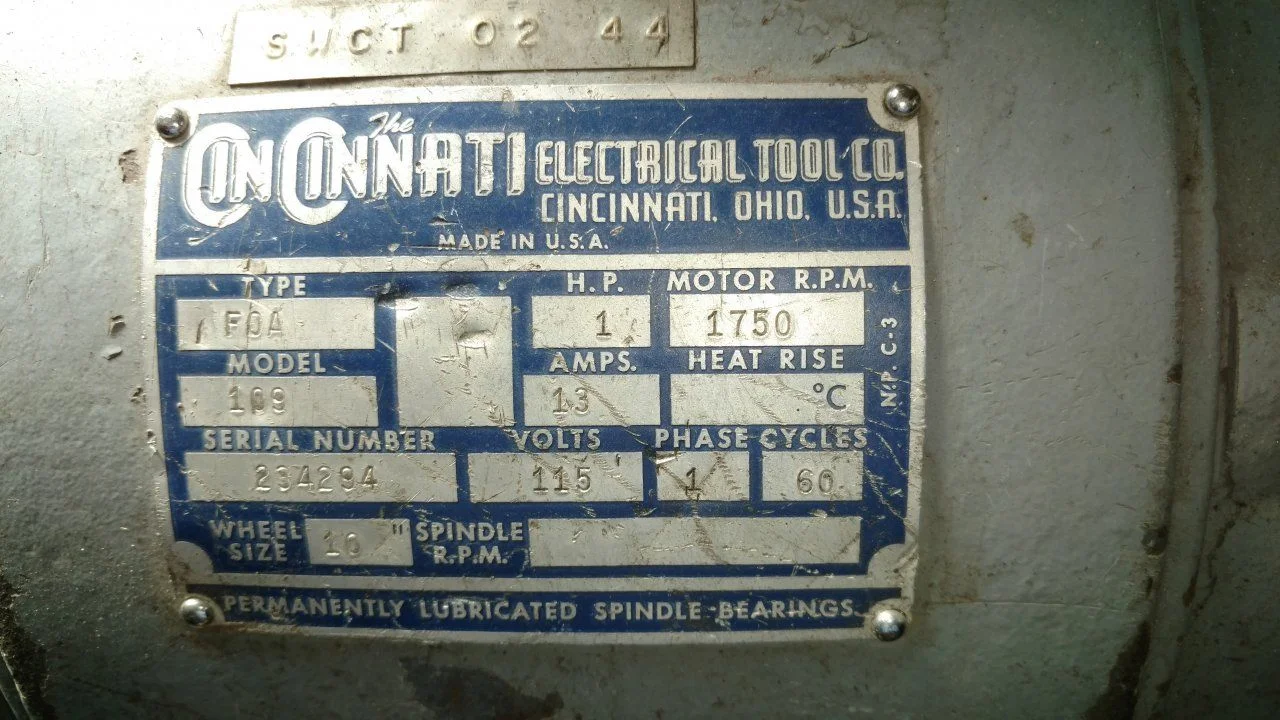 SWCT 02 44
The
CINCINNATI ELECTRICAL TOOL CO.
CINCINNATI, OHIO, U.S.A.
MADE IN U.S.A.
TYPE H.P. MOTOR R.P.M.
FOA 1 1750
MODEL AMPS. HEAT RISE
109 13 °C
N.P. C-3
SERIAL NUMBER VOLTS PHASE CYCLES
234294 115 1 60
WHEEL SIZE 10 " SPINDLE R.P.M.
PERMANENTLY LUBRICATED SPINDLE BEARINGS